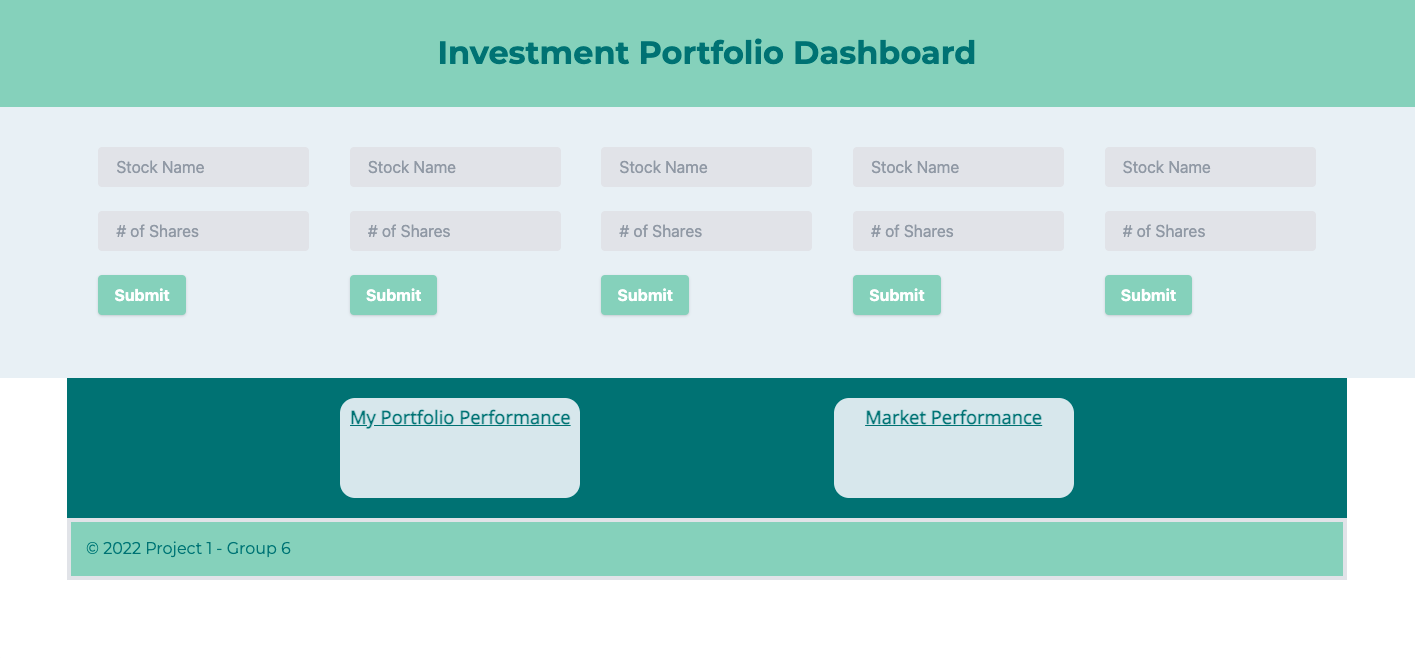 Investment Portfolio Dashboard
Stock Name Stock Name Stock Name Stock Name Stock Name
# of Shares # of Shares # of Shares # of Shares # of Shares
Submit Submit Submit Submit Submit
My Portfolio Performance Market Performance
© 2022 Project 1 - Group 6